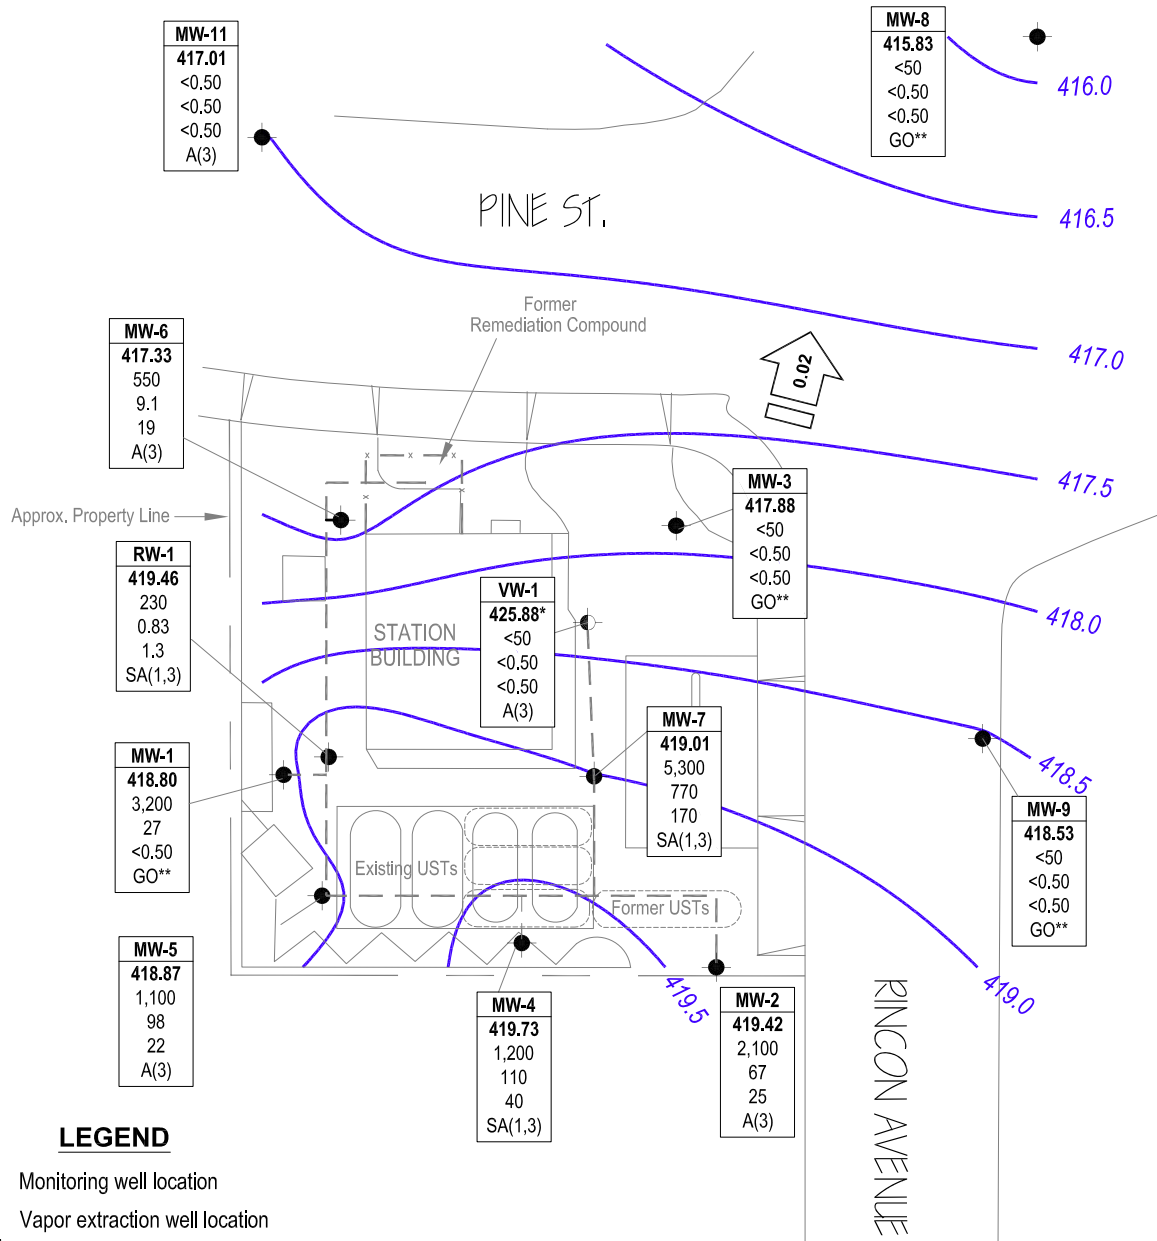 MW-11
417.01
<0.50
<0.50
<0.50
A(3)
MW-8
415.83
<50
<0.50
<0.50
GO**
416.0
PINE ST.
416.5
Former
Remediation Compound
MW-6
417.33
550
9.1
19
A(3)
0.02
417.0
MW-3
417.88
<50
<0.50
<0.50
GO**
417.5
Approx. Property Line
x x x
x x
RW-1
419.46
230
0.83
1.3
SA(1,3)
VW-1
425.88*
<50
<0.50
<0.50
A(3)
418.0
STATION
BUILDING
MW-1
418.80
3,200
27
<0.50
GO**
MW-7
419.01
5,300
770
170
SA(1,3)
418.5
MW-9
418.53
<50
<0.50
<0.50
GO**
Existing USTs
Former USTs
MW-5
418.87
1,100
98
22
A(3)
MW-4
419.73
1,200
110
40
SA(1,3)
419.5
MW-2
419.42
2,100
67
25
A(3)
419.0
RINCON AVENUE
LEGEND
Monitoring well location
Vapor extraction well location